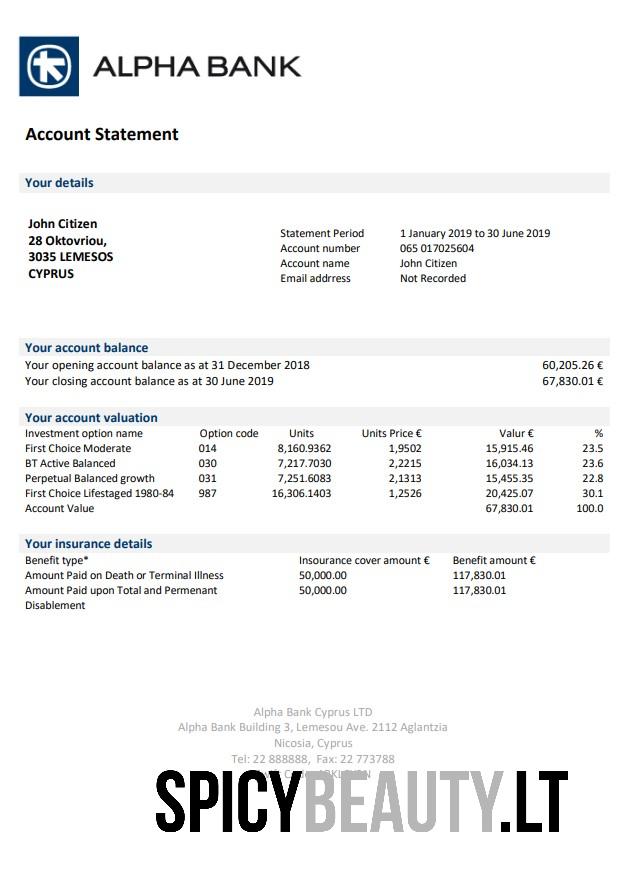 ALPHA BANK
Account Statement
Your details
John Citizen
28 Oktovriou,
3035 LEMESOS
CYPRUS
Statement Period 1 January 2019 to 30 June 2019
Account number 065 017025604
Account name John Citizen
Email addrress Not Recorded
Your account balance
Your opening account balance as at 31 December 2018 60,205.26 €
Your closing account balance as at 30 June 2019 67,830.01 €
Your account valuation
Investment option name Option code Units Units Price € Valur € %
First Choice Moderate 014 8,160.9362 1,9502 15,915.46 23.5
BT Active Balanced 030 7,217.7030 2,2215 16,034.13 23.6
Perpetual Balanced growth 031 7,251.6083 2,1313 15,455.35 22.8
First Choice Lifestaged 1980-84 987 16,306.1403 1,2526 20,425.07 30.1
Account Value 67,830.01 100.0
Your insurance details
Benefit type* Insourance cover amount € Benefit amount €
Amount Paid on Death or Terminal Illness 50,000.00 117,830.01
Amount Paid upon Total and Permenant 50,000.00 117,830.01
Disablement
Alpha Bank Cyprus LTD
Alpha Bank Building 3, Lemesou Ave. 2112 Aglantzia
Nicosia, Cyprus
Tel: 22 888888, Fax: 22 773788
SPICYBEAUTY.LT